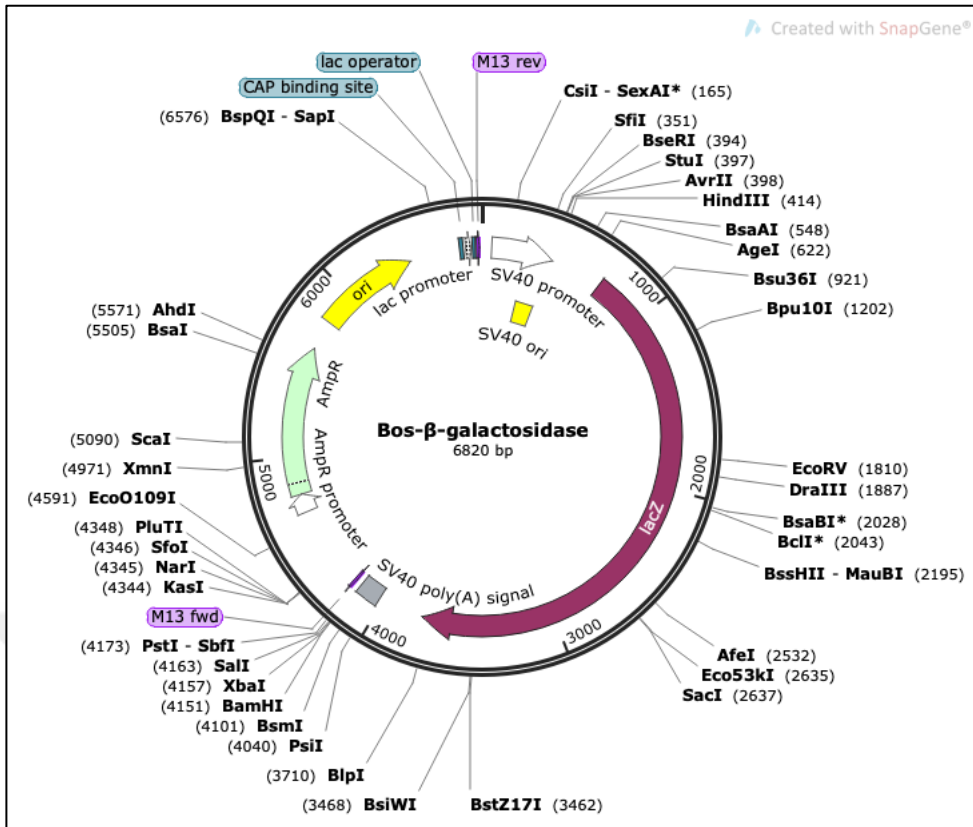 Created with SnapGene®
lac operator
M13 rev
CAP binding site
CsiI - SexAI* (165)
(6576) BspQI - SapI
SfiI (351)
BseRI (394)
StuI (397)
AvrII (398)
HindIII (414)
BsaAI (548)
AgeI (622)
Bsu36I (921)
Bpu10I (1202)
EcoRV (1810)
DraIII (1887)
BsaBI* (2028)
BclI* (2043)
BssHII - MauBI (2195)
AfeI (2532)
Eco53kI (2635)
SacI (2637)
BstZ17I (3462)
(3468) BsiWI
(3710) BlpI
(4040) PsiI
(4101) BsmI
(4151) BamHI
(4157) XbaI
(4163) SalI
(4173) PstI - SbfI
M13 fwd
(4344) KasI
(4345) NarI
(4346) SfoI
(4348) PluTI
(4591) EcoO109I
(4971) XmnI
(5090) ScaI
(5505) BsaI
(5571) AhdI
1000
2000
3000
4000
5000
6000
SV40 promoter
SV40 ori
lacZ
SV40 poly(A) signal
AmpR promoter
AmpR
ori
lac promoter
Bos-β-galactosidase
6820 bp